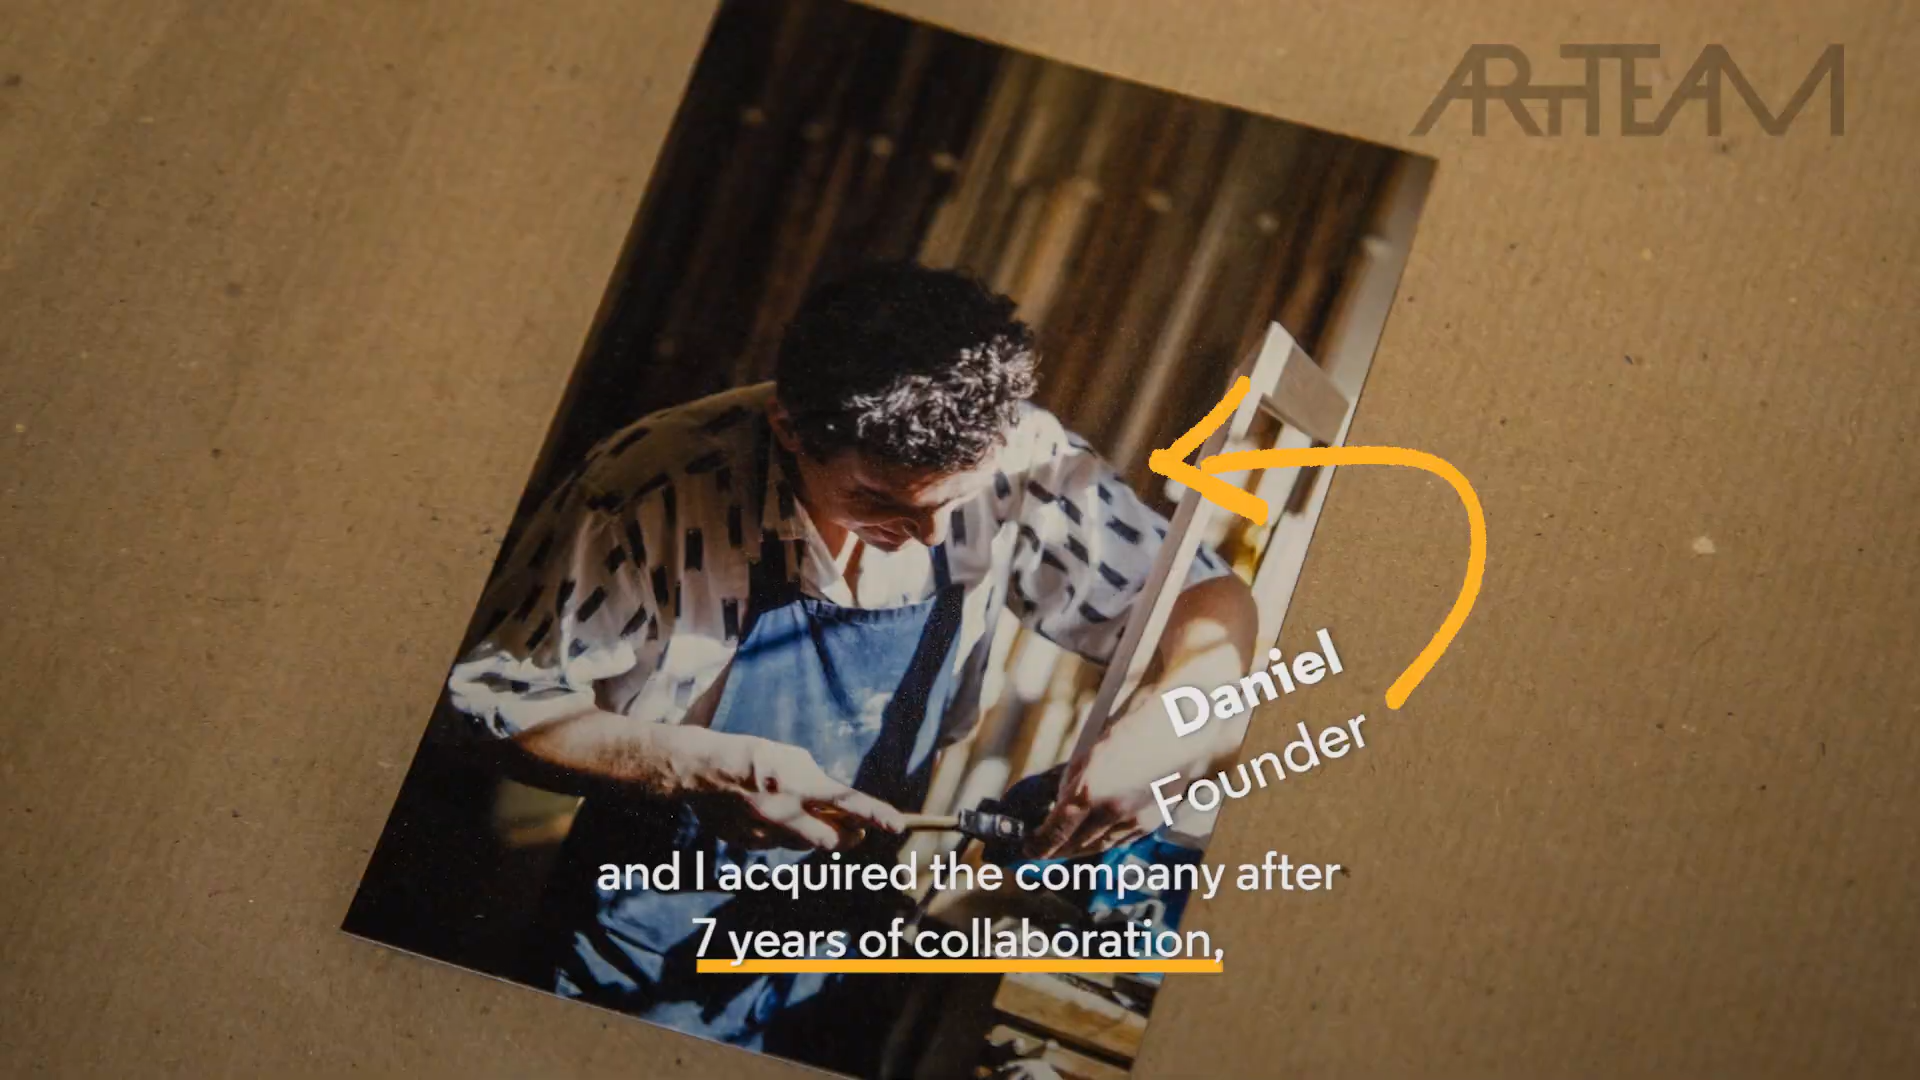 ARTTEAM
Daniel
Founder
and I acquired the company after
7 years of collaboration,